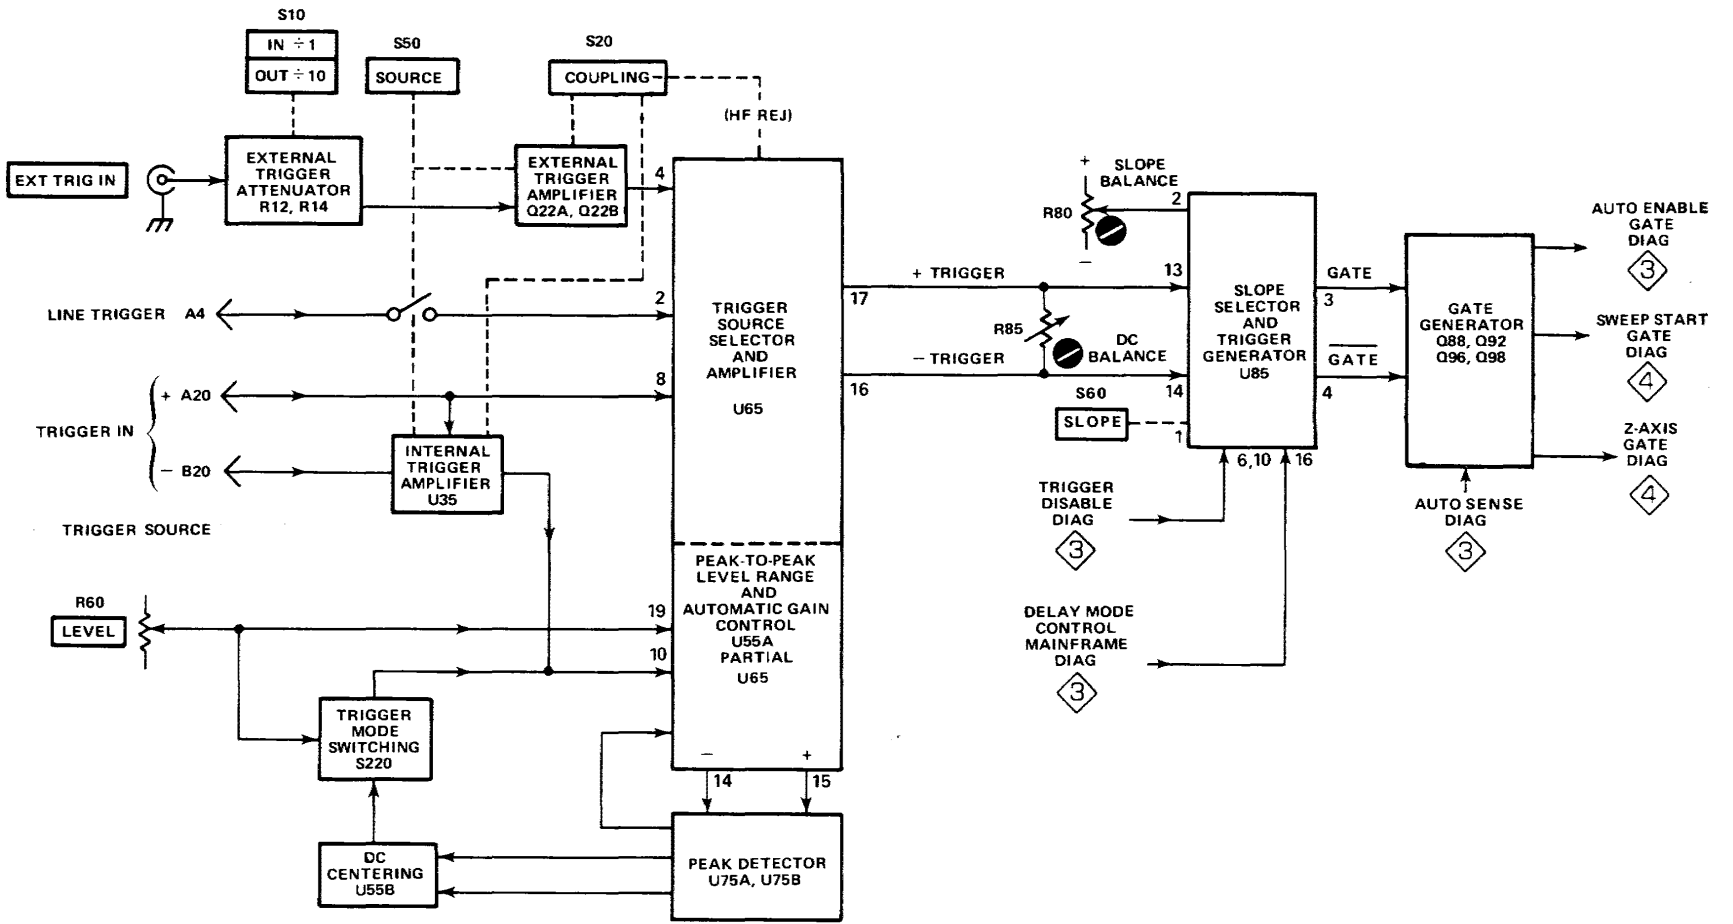 S10
IN ÷ 1
OUT ÷ 10
S50
SOURCE
S20
COUPLING
(HF REJ)
EXT TRIG IN
EXTERNAL
TRIGGER
ATTENUATOR
R12, R14
EXTERNAL
TRIGGER
AMPLIFIER
Q22A, Q22B
4
LINE TRIGGER A4
2
TRIGGER IN
+ A20
8
− B20
INTERNAL
TRIGGER
AMPLIFIER
U35
TRIGGER SOURCE
TRIGGER
SOURCE
SELECTOR
AND
AMPLIFIER
U65
PEAK-TO-PEAK
LEVEL RANGE
AND
AUTOMATIC GAIN
CONTROL
U55A
PARTIAL
U65
R60
LEVEL
19
10
TRIGGER
MODE
SWITCHING
S220
DC
CENTERING
U55B
−
+
14
15
PEAK DETECTOR
U75A, U75B
+ TRIGGER
17
− TRIGGER
16
+
SLOPE
BALANCE
R80
−
2
R85
DC
BALANCE
13
14
S60
SLOPE
1
SLOPE
SELECTOR
AND
TRIGGER
GENERATOR
U85
6,10
16
TRIGGER
DISABLE
DIAG
3
DELAY MODE
CONTROL
MAINFRAME
DIAG
3
GATE
3
GATE
4
GATE
GENERATOR
Q88, Q92
Q96, Q98
AUTO SENSE
DIAG
3
AUTO ENABLE
GATE
DIAG
3
SWEEP START
GATE
DIAG
4
Z-AXIS
GATE
DIAG
4